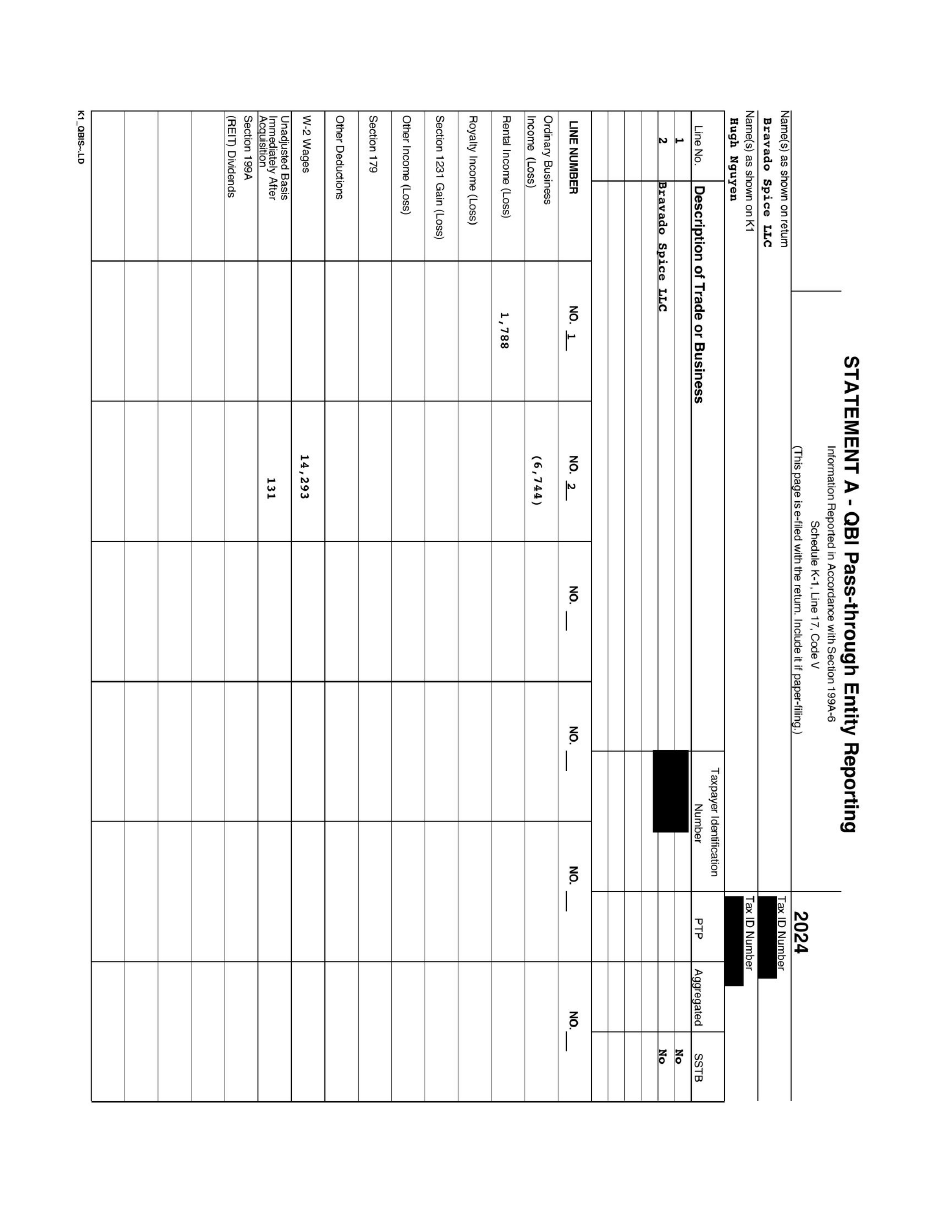 STATEMENT A - QBI Pass-through Entity Reporting
Information Reported in Accordance with Section 199A-6
Schedule K-1, Line 17, Code V
(This page is e-filed with the return. Include it if paper-filing.)
2024
Name(s) as shown on return
Tax ID Number
Bravado Spice LLC
Name(s) as shown on K1
Tax ID Number
Hugh Nguyen
Line No. Description of Trade or Business Taxpayer Identification Number PTP Aggregated SSTB
1 No
2 Bravado Spice LLC No
LINE NUMBER NO. 1 NO. 2 NO. NO. NO. NO.
Ordinary Business
Income (Loss) (6,744)
Rental Income (Loss) 1,788
Royalty Income (Loss)
Section 1231 Gain (Loss)
Other Income (Loss)
Section 179
Other Deductions
W-2 Wages 14,293
Unadjusted Basis
Immediately After 131
Acquisition
Section 199A
(REIT) Dividends
K1_QBIS~.LD